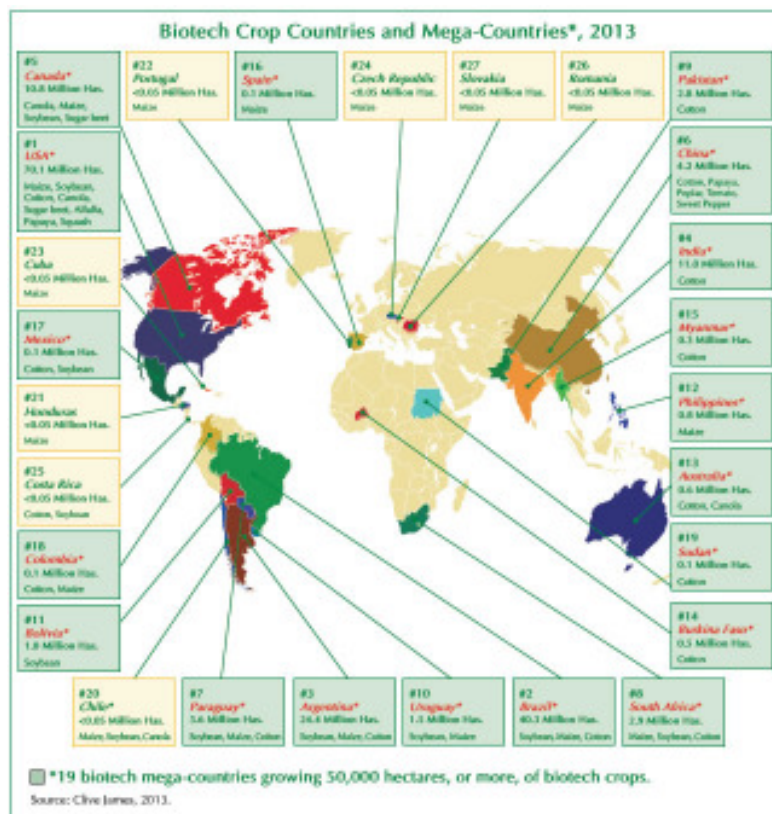 Biotech Crop Countries and Mega-Countries*, 2013
#5
Canada*
10.8 Million Has.
Canola, Maize,
Soybean, Sugar beet
#22
Portugal
<0.05 Million Has.
Maize
#16
Spain*
0.1 Million Has.
Maize
#24
Czech Republic
<0.05 Million Has.
Maize
#27
Slovakia
<0.05 Million Has.
Maize
#26
Romania
<0.05 Million Has.
Maize
#9
Pakistan*
2.8 Million Has.
Cotton
#1
USA*
70.1 Million Has.
Maize, Soybean,
Cotton, Canola,
Sugar beet, Alfalfa,
Papaya, Squash
#6
China*
4.2 Million Has.
Cotton, Papaya,
Poplar, Tomato,
Sweet Pepper
#23
Cuba
<0.05 Million Has.
Maize
#4
India*
11.0 Million Has.
Cotton
#17
Mexico*
0.1 Million Has.
Cotton, Soybean
#15
Myanmar*
0.3 Million Has.
Cotton
#21
Honduras
<0.05 Million Has.
Maize
#12
Philippines*
0.8 Million Has.
Maize
#25
Costa Rica
<0.05 Million Has.
Cotton, Soybean
#13
Australia*
0.6 Million Has.
Cotton, Canola
#18
Colombia*
0.1 Million Has.
Cotton, Maize
#19
Sudan*
0.1 Million Has.
Cotton
#11
Bolivia*
1.0 Million Has.
Soybean
#14
Burkina Faso*
0.5 Million Has.
Cotton
#20
Chile*
<0.05 Million Has.
Maize, Soybean, Canola
#7
Paraguay*
3.6 Million Has.
Soybean, Maize, Cotton
#3
Argentina*
24.4 Million Has.
Soybean, Maize, Cotton
#10
Uruguay*
1.5 Million Has.
Soybean, Maize
#2
Brazil*
40.3 Million Has.
Soybean, Maize, Cotton
#8
South Africa*
2.9 Million Has.
Maize, Soybean, Cotton
*19 biotech mega-countries growing 50,000 hectares, or more, of biotech crops.
Source: Clive James, 2013.